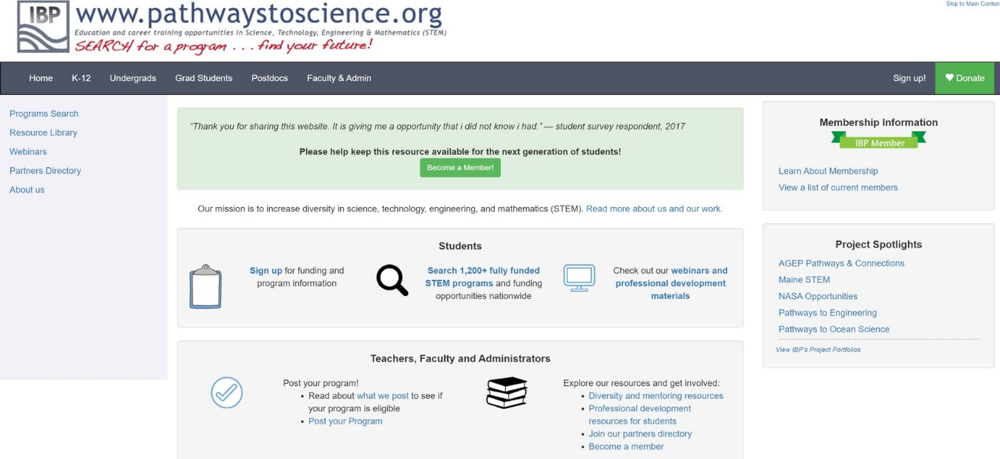 Skip to Main Conten
IBP
www.pathwaystoscience.org
Education and career training opportunities in Science, Technology, Engineering & Mathematics (STEM)
SEARCH for a program . . . find your future!
Home K-12 Undergrads Grad Students Postdocs Faculty & Admin Sign up! Donate
Programs Search
Resource Library
Webinars
Partners Directory
About us
“Thank you for sharing this website. It is giving me a opportunity that i did not know i had.” — student survey respondent, 2017
Please help keep this resource available for the next generation of students!
Become a Member!
Our mission is to increase diversity in science, technology, engineering, and mathematics (STEM). Read more about us and our work.
Students
Sign up for funding and
program information
Search 1,200+ fully funded
STEM programs and funding
opportunities nationwide
Check out our webinars and
professional development
materials
Teachers, Faculty and Administrators
Post your program!
• Read about what we post to see if
your program is eligible
• Post your Program
Explore our resources and get involved:
• Diversity and mentoring resources
• Professional development
resources for students
• Join our partners directory
• Become a member
Membership Information
IBP Member
Learn About Membership
View a list of current members
Project Spotlights
AGEP Pathways & Connections
Maine STEM
NASA Opportunities
Pathways to Engineering
Pathways to Ocean Science
View IBP's Project Portfolios